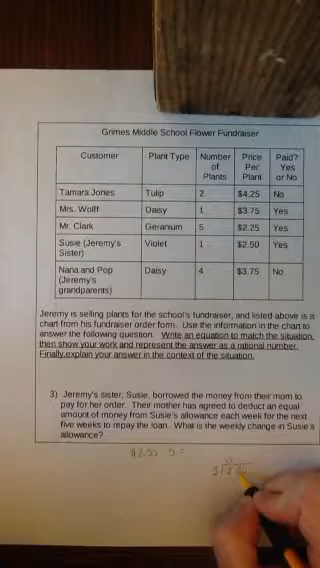 Grimes Middle School Flower Fundraiser
Customer Plant Type Number of Plants Price Per Plant Paid? Yes or No
Tamara Jones Tulip 2 $4.25 No
Mrs. Wolff Daisy 1 $3.75 Yes
Mr. Clark Geranium 5 $2.25 Yes
Susie (Jeremy's Sister) Violet 1 $2.50 Yes
Nana and Pop (Jeremy's grandparents) Daisy 4 $3.75 No
Jeremy is selling plants for the school's fundraiser, and listed above is a
chart from his fundraiser order form. Use the information in the chart to
answer the following question. Write an equation to match the situation,
then show your work and represent the answer as a rational number.
Finally,explain your answer in the context of the situation.
3) Jeremy's sister, Susie, borrowed the money from their mom to
pay for her order. Their mother has agreed to deduct an equal
amount of money from Susie's allowance each week for the next
five weeks to repay the loan. What is the weekly change in Susie's
allowance?